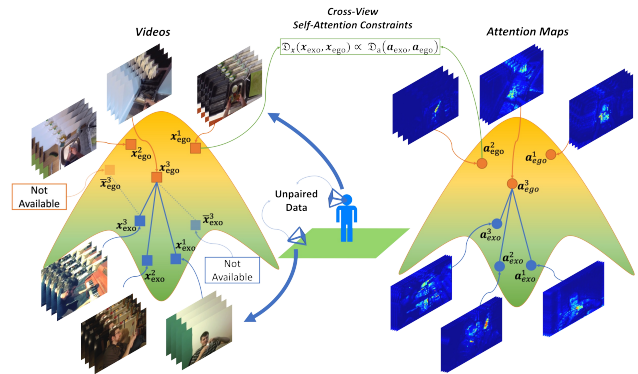 Cross-View
Self-Attention Constraints
Videos
Attention Maps
𝔇ₓ(𝒙exo, 𝒙ego) ∝ 𝔇ₐ(𝒂exo, 𝒂ego)
𝒙²ego
𝒙¹ego
𝒙³ego
x̅³ego
Not
Available
𝒙³exo
x̅³exo
𝒙²exo
𝒙¹exo
Not
Available
Unpaired
Data
𝒂²ego
𝒂¹ego
𝒂³ego
𝒂³exo
𝒂²exo
𝒂¹exo